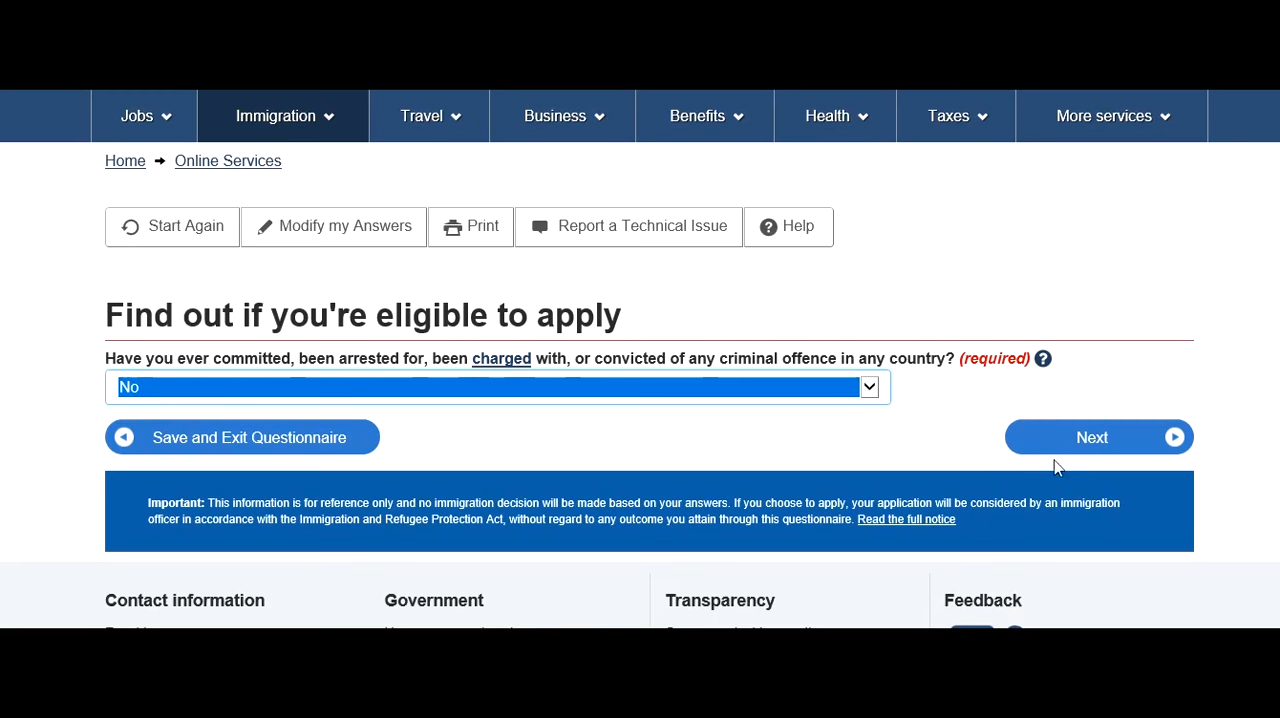 Jobs Immigration Travel Business Benefits Health Taxes More services
Home Online Services
Start Again Modify my Answers Print Report a Technical Issue Help
Find out if you're eligible to apply
Have you ever committed, been arrested for, been charged with, or convicted of any criminal offence in any country? (required) ?
No
Save and Exit Questionnaire Next
Important: This information is for reference only and no immigration decision will be made based on your answers. If you choose to apply, your application will be considered by an immigration
officer in accordance with the Immigration and Refugee Protection Act, without regard to any outcome you attain through this questionnaire. Read the full notice
Contact information Government Transparency Feedback